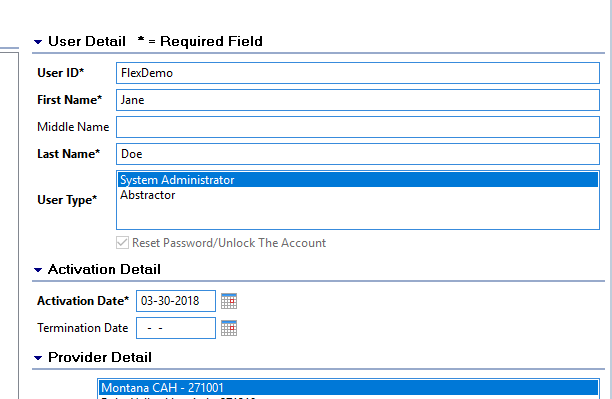 User Detail * = Required Field
User ID* FlexDemo
First Name* Jane
Middle Name
Last Name* Doe
System Administrator
Abstractor
User Type*
Reset Password/Unlock The Account
Activation Detail
Activation Date* 03-30-2018
Termination Date - -
Provider Detail
Montana CAH - 271001